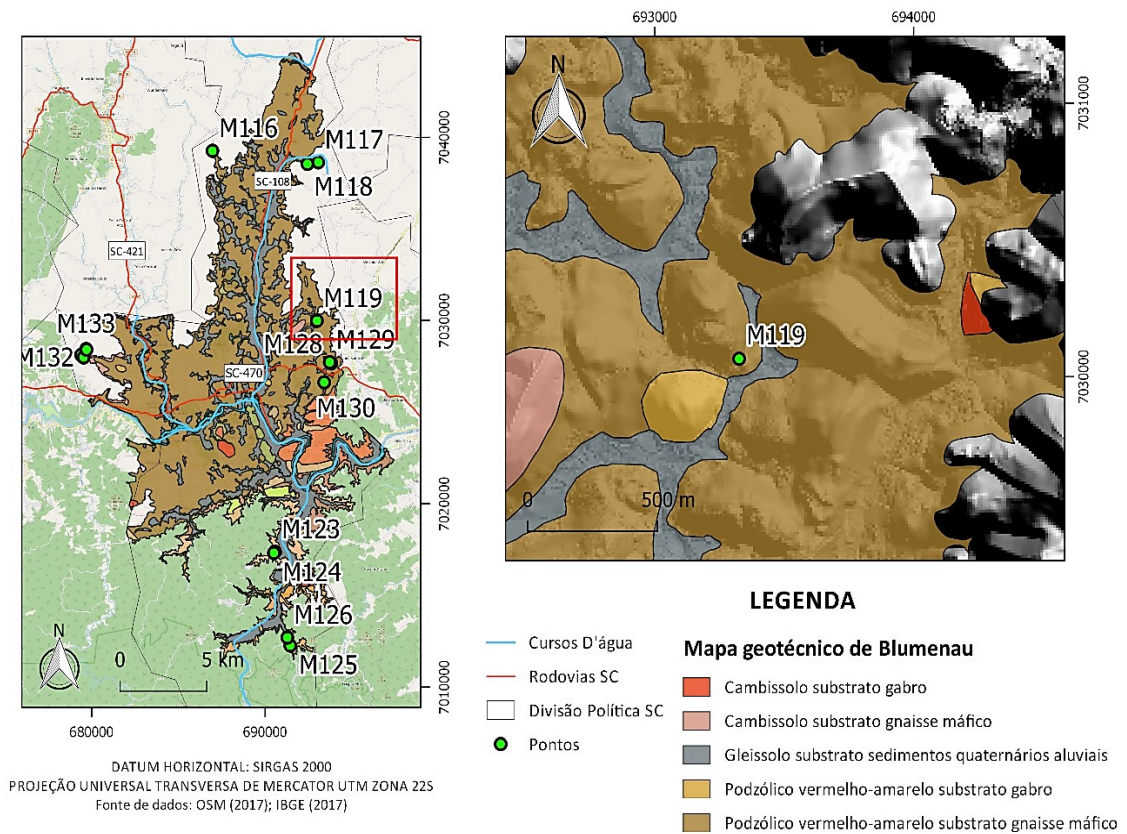 693000
694000
N
7031000
M119
7030000
0
500 m
M116
M117
M118
SC-108
SC-421
M119
M133
M128
M129
M132
SC-470
M130
M123
M124
M126
M125
N
0
5 km
7040000
7030000
7020000
7010000
680000
690000
DATUM HORIZONTAL: SIRGAS 2000
PROJEÇÃO UNIVERSAL TRANSVERSA DE MERCATOR UTM ZONA 22S
Fonte de dados: OSM (2017); IBGE (2017)
LEGENDA
Cursos D'água
Rodovias SC
Divisão Política SC
Pontos
Mapa geotécnico de Blumenau
Cambissolo substrato gabro
Cambissolo substrato gnaisse máfico
Gleissolo substrato sedimentos quaternários aluviais
Podzólico vermelho-amarelo substrato gabro
Podzólico vermelho-amarelo substrato gnaisse máfico